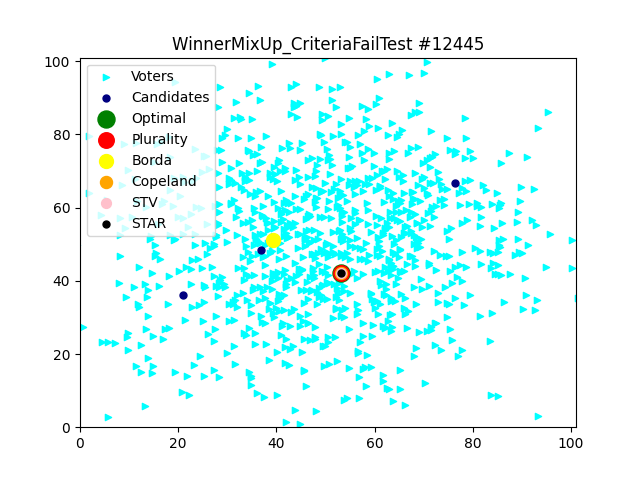 WinnerMixUp_CriteriaFailTest #12445
Voters
Candidates
Optimal
Plurality
Borda
Copeland
STV
STAR
100
80
60
40
20
0
0 20 40 60 80 100